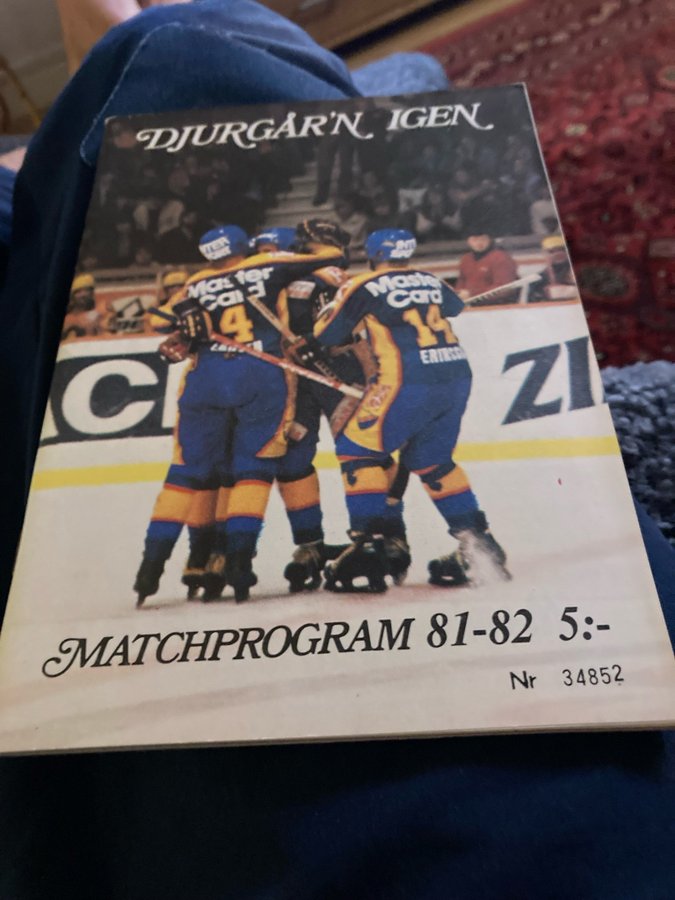 DJURGÅR'N IGEN
Master
Card
4
Master
Card
14
ERIKSSON
ZI
MATCHPROGRAM 81-82 5:-
Nr 34852